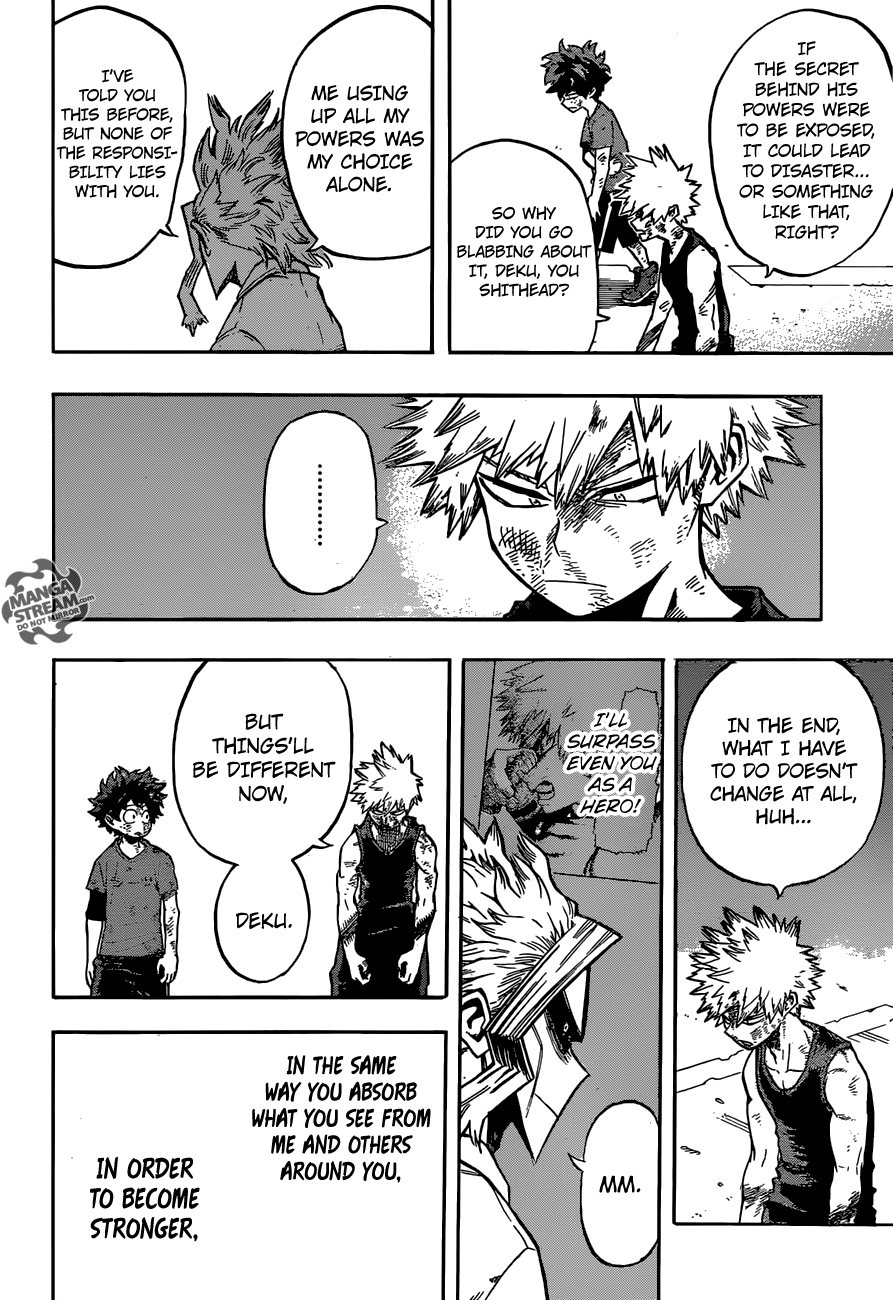 IF
THE SECRET
BEHIND HIS
POWERS WERE
TO BE EXPOSED,
IT COULD LEAD
TO DISASTER...
OR SOMETHING
LIKE THAT,
RIGHT?
SO WHY
DID YOU GO
BLABBING ABOUT
IT, DEKU, YOU
SHITHEAD?
ME USING
UP ALL MY
POWERS WAS
MY CHOICE
ALONE.
I'VE
TOLD YOU
THIS BEFORE,
BUT NONE OF
THE RESPONSI-
BILITY LIES
WITH YOU.
.........
MANGA
STREAM.com
DO NOT MIRROR
IN THE END,
WHAT I HAVE
TO DO DOESN'T
CHANGE AT ALL,
HUH...
I'LL
SURPASS
EVEN YOU
AS A
HERO!
MM.
BUT
THINGS'LL
BE DIFFERENT
NOW,
DEKU.
IN THE SAME
WAY YOU ABSORB
WHAT YOU SEE FROM
ME AND OTHERS
AROUND YOU,
IN ORDER
TO BECOME
STRONGER,